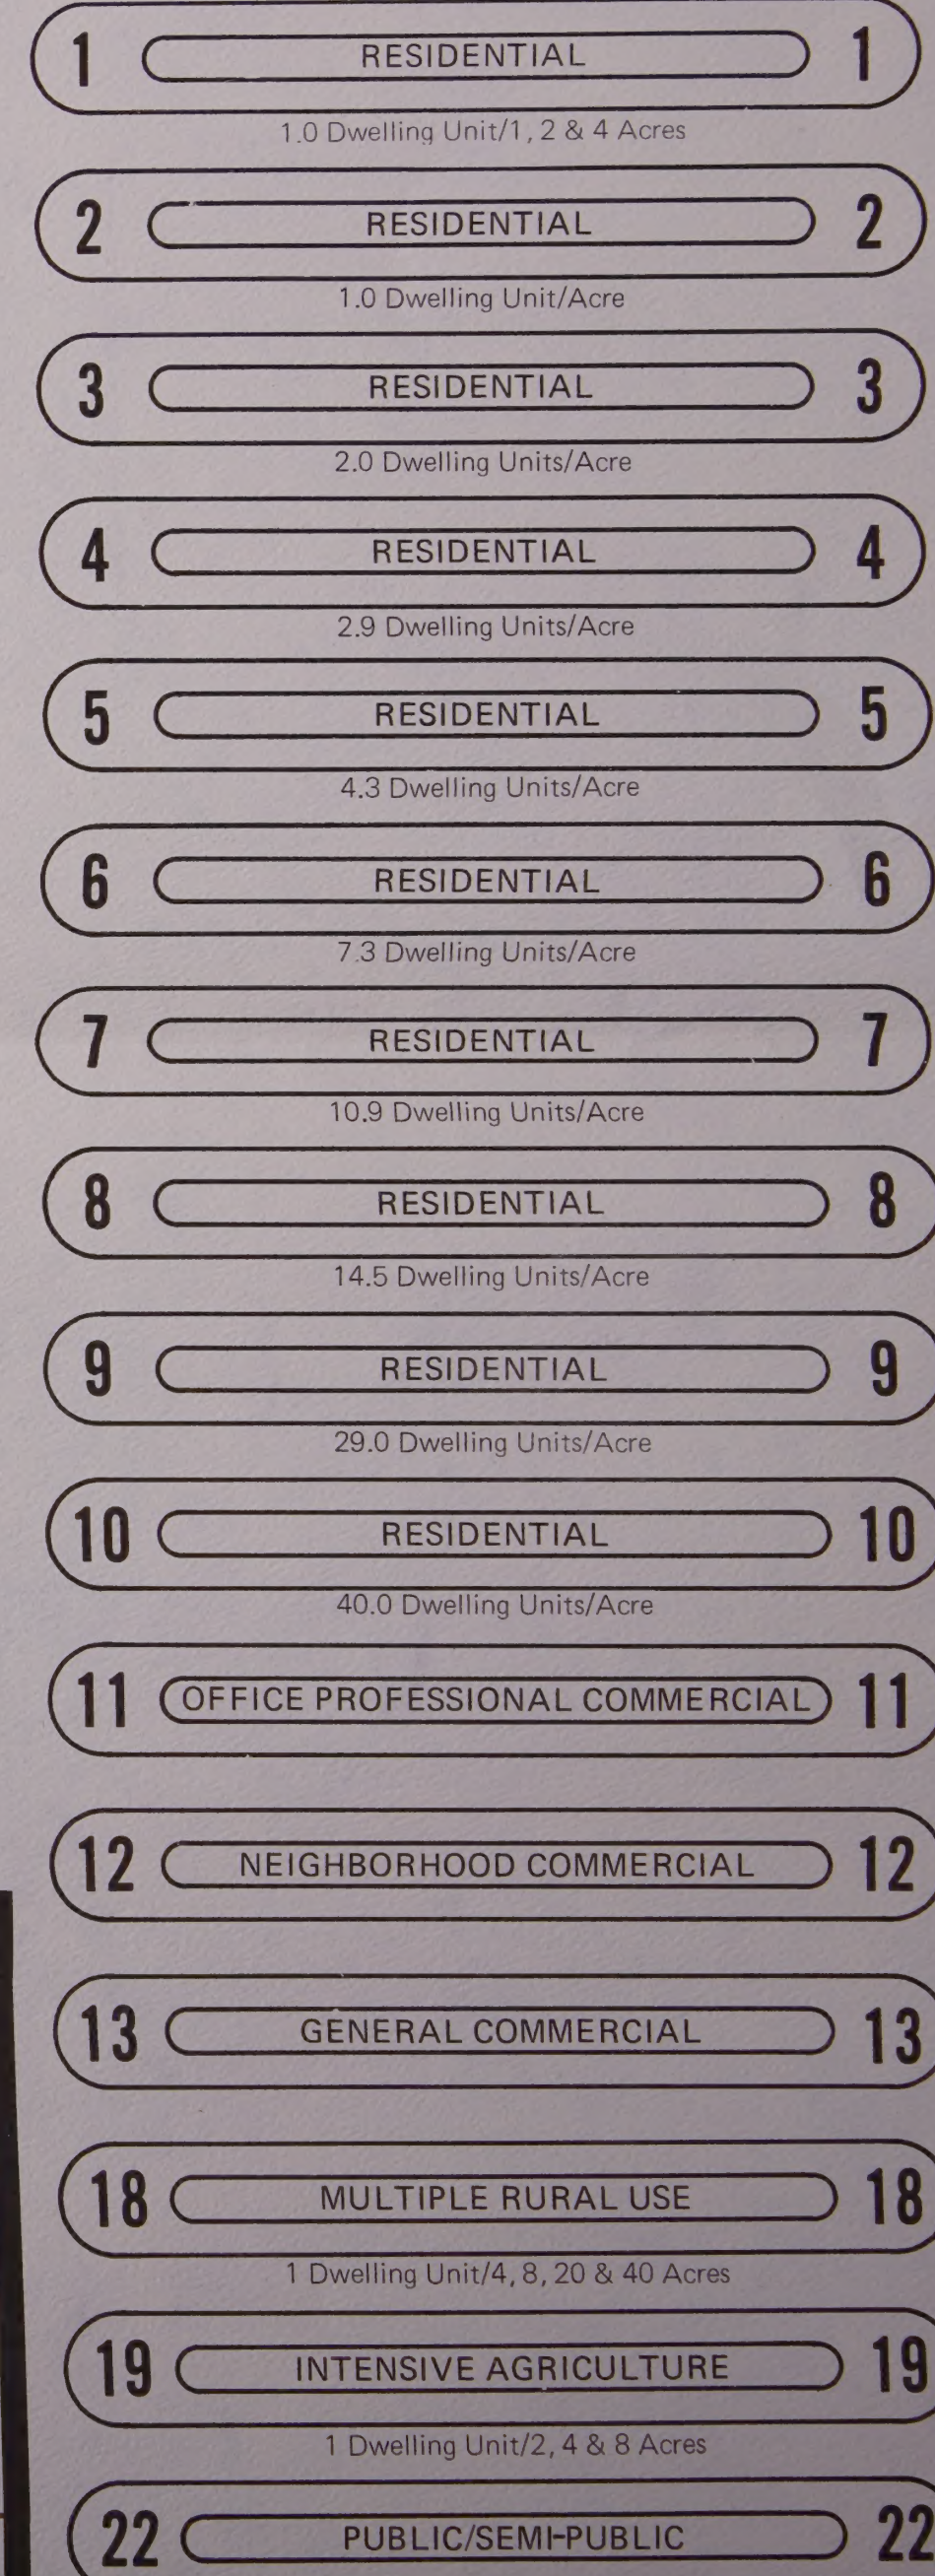 1 RESIDENTIAL 1
1.0 Dwelling Unit/1, 2 & 4 Acres
2 RESIDENTIAL 2
1.0 Dwelling Unit/Acre
3 RESIDENTIAL 3
2.0 Dwelling Units/Acre
4 RESIDENTIAL 4
2.9 Dwelling Units/Acre
5 RESIDENTIAL 5
4.3 Dwelling Units/Acre
6 RESIDENTIAL 6
7.3 Dwelling Units/Acre
7 RESIDENTIAL 7
10.9 Dwelling Units/Acre
8 RESIDENTIAL 8
14.5 Dwelling Units/Acre
9 RESIDENTIAL 9
29.0 Dwelling Units/Acre
10 RESIDENTIAL 10
40.0 Dwelling Units/Acre
11 OFFICE PROFESSIONAL COMMERCIAL 11
12 NEIGHBORHOOD COMMERCIAL 12
13 GENERAL COMMERCIAL 13
18 MULTIPLE RURAL USE 18
1 Dwelling Unit/4, 8, 20 & 40 Acres
19 INTENSIVE AGRICULTURE 19
1 Dwelling Unit/2, 4 & 8 Acres
22 PUBLIC/SEMI-PUBLIC 22